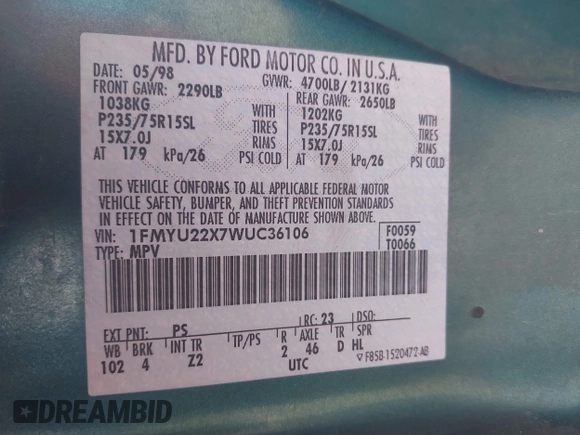 MFD. BY FORD MOTOR CO. IN U.S.A.
DATE: 05/98 GVWR: 4700LB/ 2131KG
FRONT GAWR: 2290LB REAR GAWR: 2650LB
1038KG WITH 1202KG WITH
P235/75R15SL TIRES P235/75R15SL TIRES
15X7.0J RIMS 15X7.0J RIMS
AT 179 kPa/26 PSI COLD AT 179 kPa/26 PSI COLD
THIS VEHICLE CONFORMS TO ALL APPLICABLE FEDERAL MOTOR
VEHICLE SAFETY, BUMPER, AND THEFT PREVENTION STANDARDS
IN EFFECT ON THE DATE OF MANUFACTURE SHOWN ABOVE.
VIN: 1FMYU22X7WUC36106 F0059
TYPE: MPV T0066
EXT PNT: PS RC: 23 DSO:
WB BRK INT TR TP/PS R AXLE TR SPR
102 4 Z2 2 46 D HL
UTC F85B-1520472-AB
DREAMBID